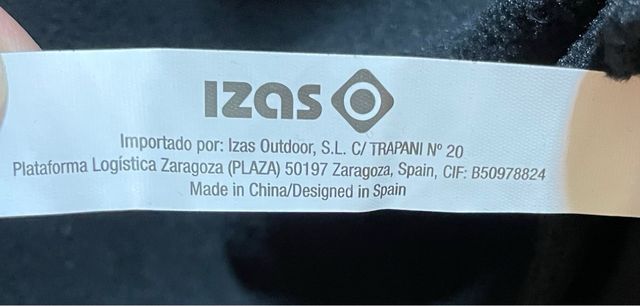 IZas
Importado por: Izas Outdoor, S.L. C/ TRAPANI Nº 20
Plataforma Logística Zaragoza (PLAZA) 50197 Zaragoza, Spain, CIF: B50978824
Made in China/Designed in Spain